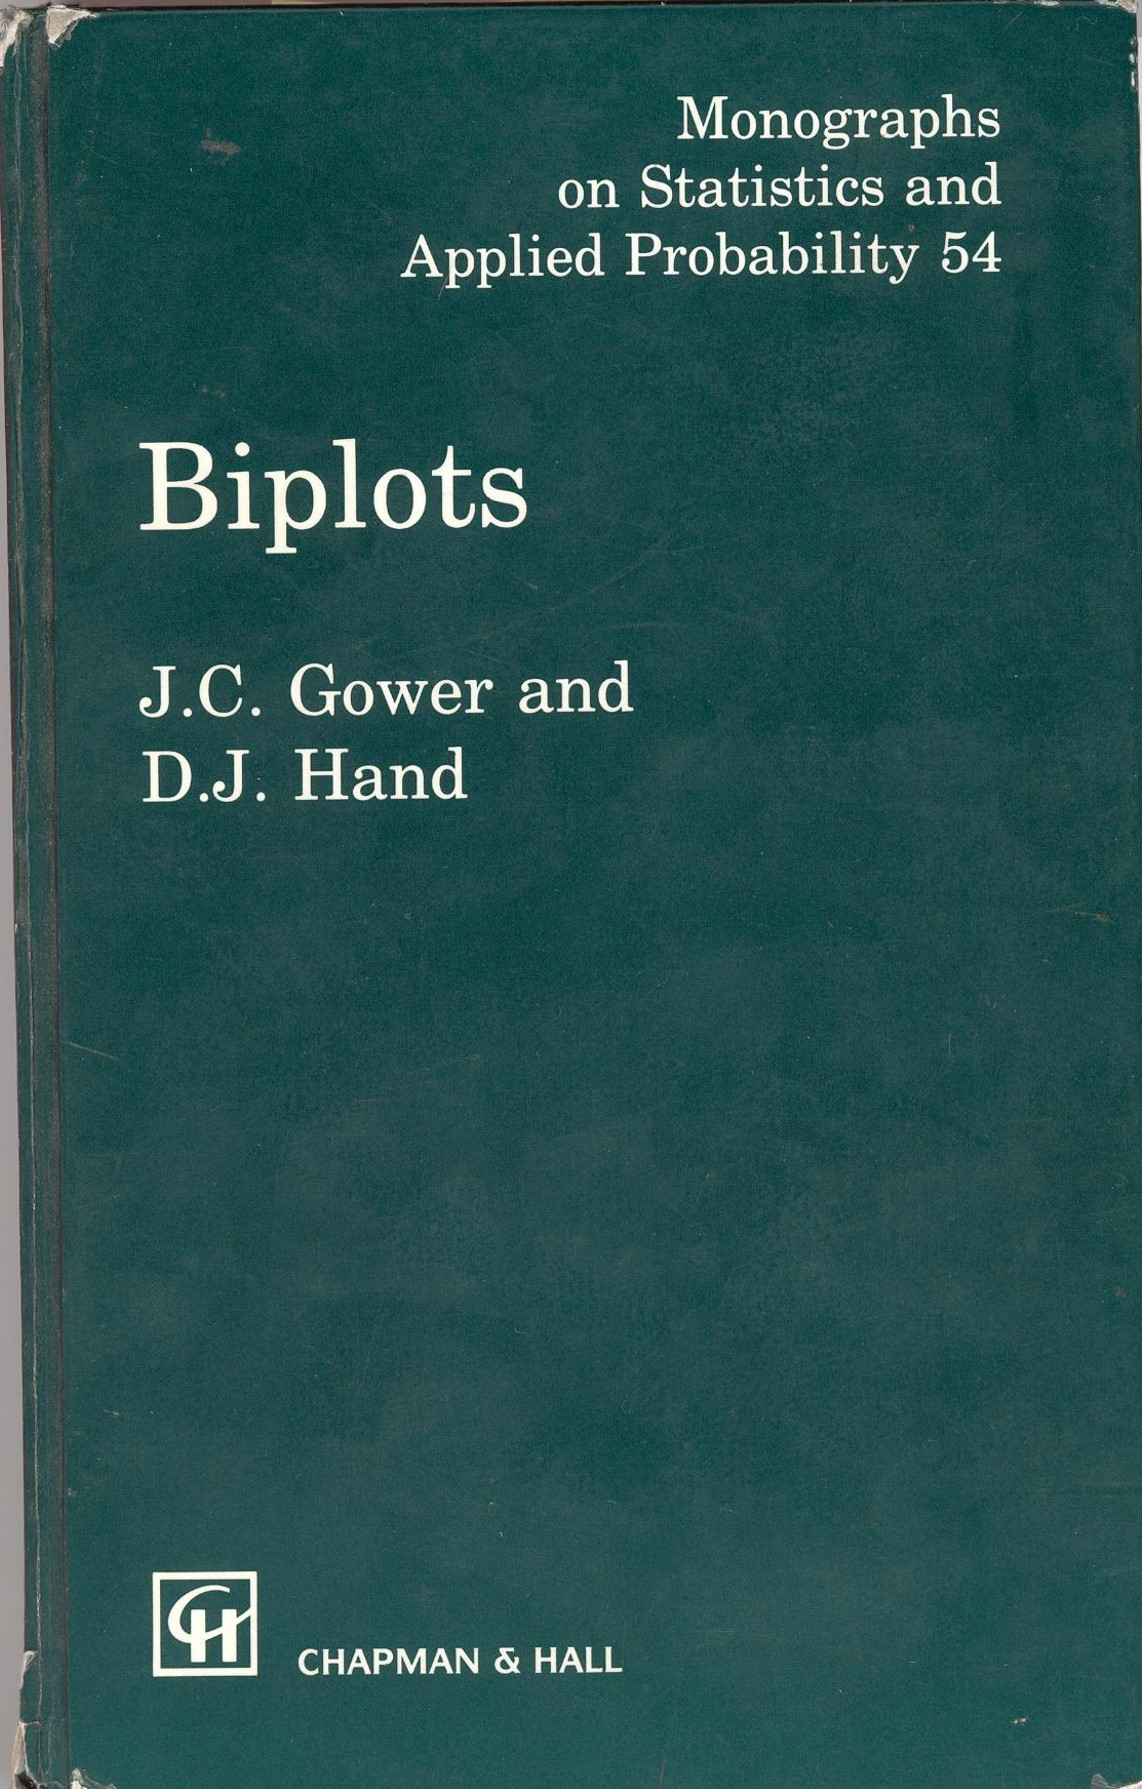 Monographs
on Statistics and
Applied Probability 54
Biplots
J.C. Gower and
D.J. Hand
CH
CHAPMAN & HALL